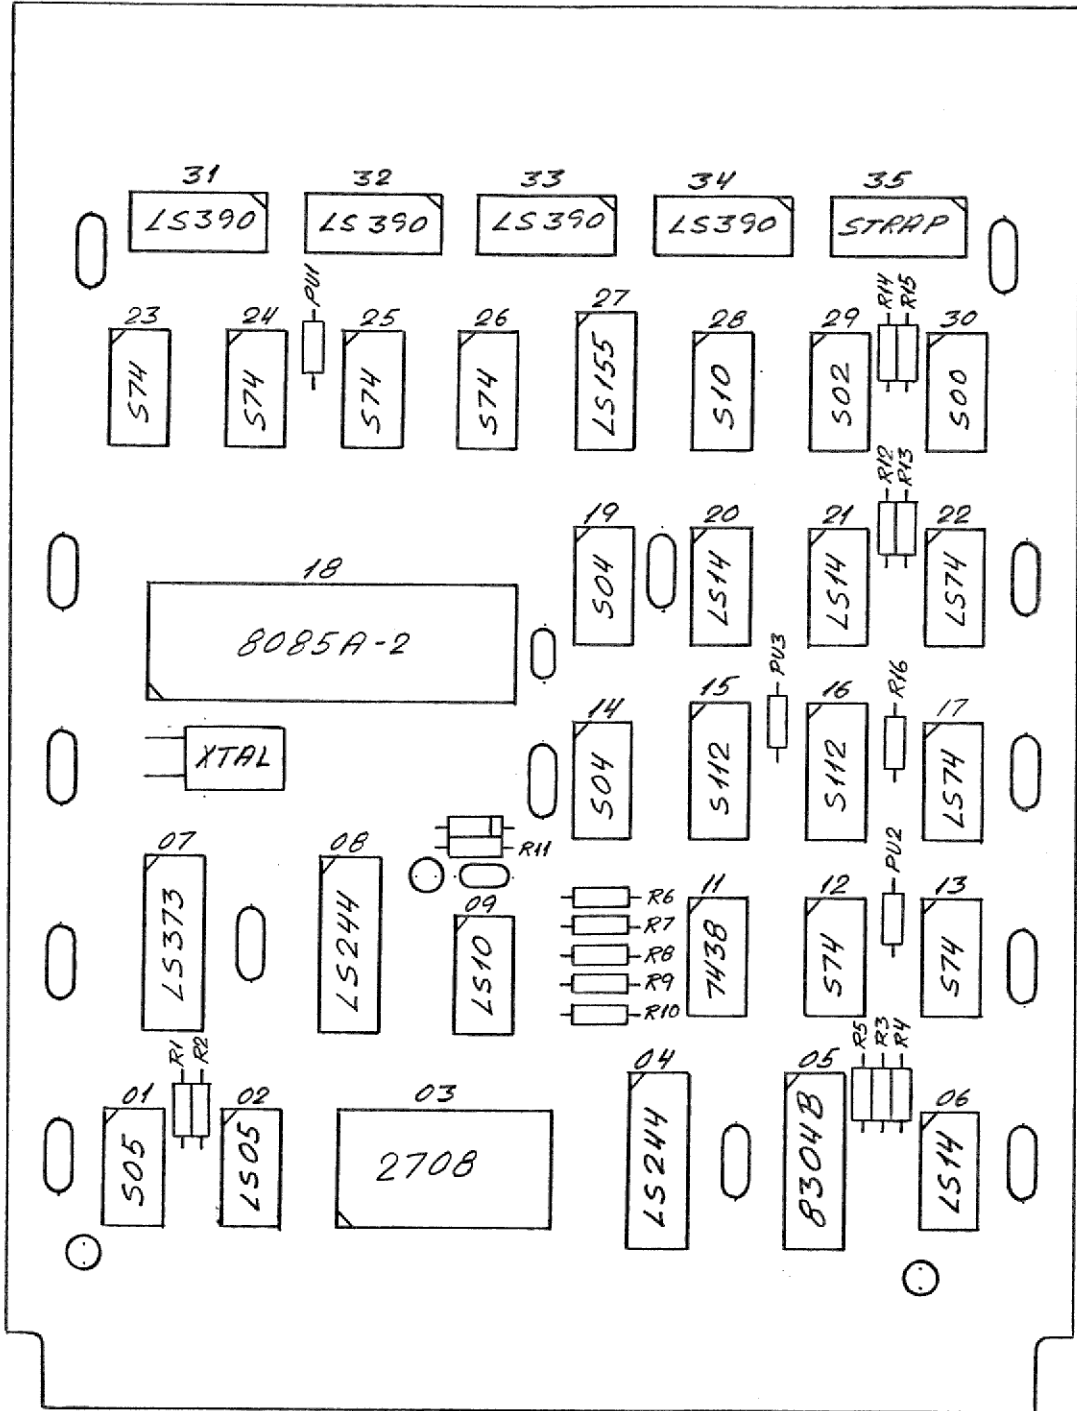 31 32 33 34 35
LS390 LS390 LS390 LS390 STRAP
PU1 R14 R15
23 24 25 26 27 28 29 30
S74 S74 S74 S74 LS155 S10 S02 S00
R12 R13
19 20 21 22
S04 LS14 LS14 LS74
18
8085A-2
PU3 R16
14 15 16 17
S04 S112 S112 LS74
XTAL
R11
PU2
07 08 09 11 12 13
LS373 LS244 LS10 7438 S74 S74
R6
R7
R8
R9
R10
R1 R2 R5 R3 R4
01 02 03 04 05 06
S05 LS05 2708 LS244 8304B LS14